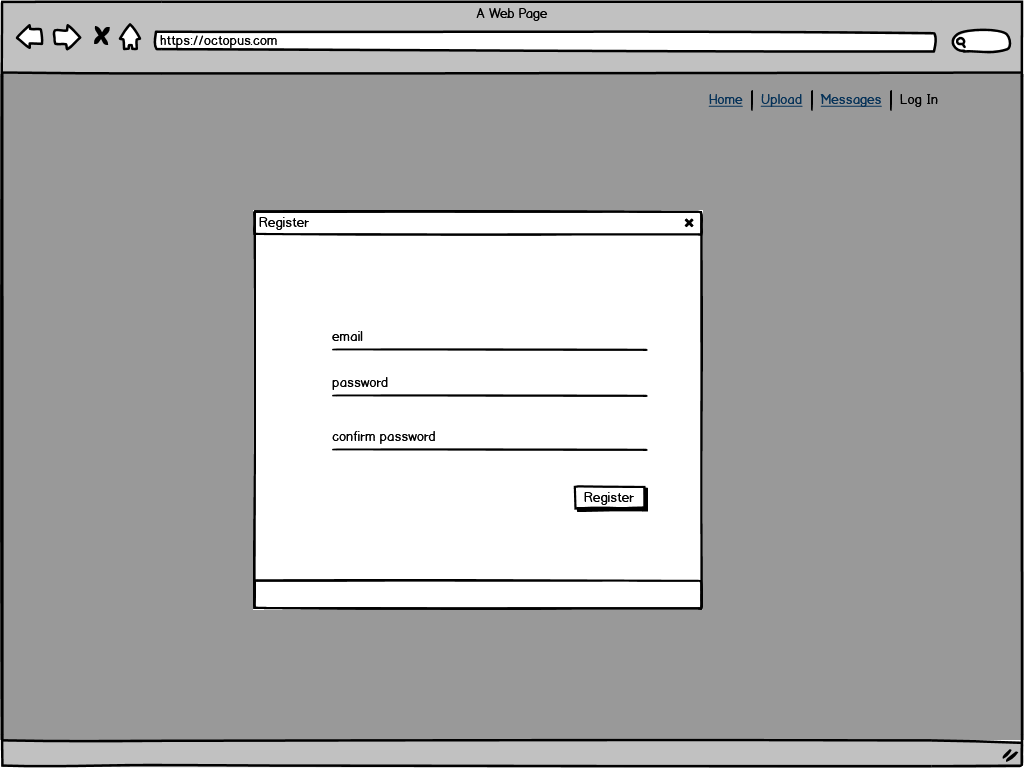 A Web Page
https://octopus.com
Home | Upload | Messages | Log In
Register
email
password
confirm password
Register